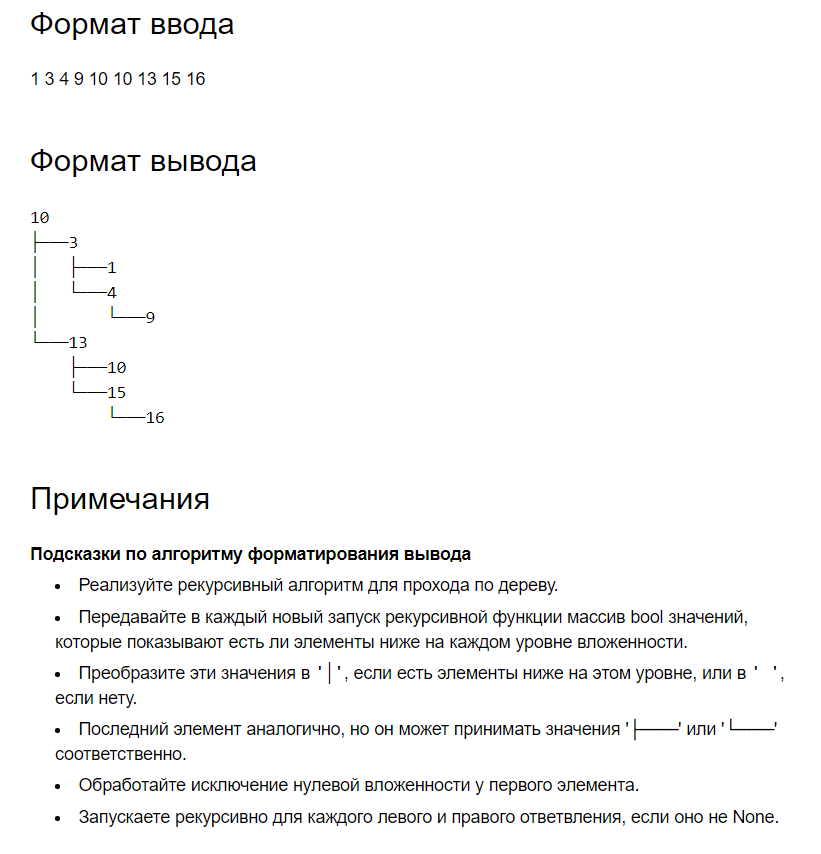 Формат ввода
1 3 4 9 10 10 13 15 16
Формат вывода
10
├───3
│   ├───1
│   └───4
│       └───9
└───13
    ├───10
    └───15
        └───16
Примечания
Подсказки по алгоритму форматирования вывода
• Реализуйте рекурсивный алгоритм для прохода по дереву.
• Передавайте в каждый новый запуск рекурсивной функции массив bool значений,
которые показывают есть ли элементы ниже на каждом уровне вложенности.
• Преобразите эти значения в '│', если есть элементы ниже на этом уровне, или в ' ',
если нету.
• Последний элемент аналогично, но он может принимать значения '├───' или '└───'
соответственно.
• Обработайте исключение нулевой вложенности у первого элемента.
• Запускаете рекурсивно для каждого левого и правого ответвления, если оно не None.